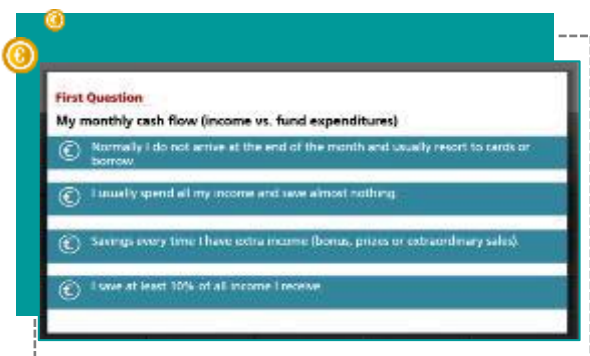 First Question
My monthly cash flow (income vs. fund expenditures)
Normally I do not arrive at the end of the month and usually resort to cards or
borrow
I usually spend all my income and save almost nothing.
Savings every time I have extra income (bonus, prizes or extraordinary sales).
I save at least 10% of all income I receive